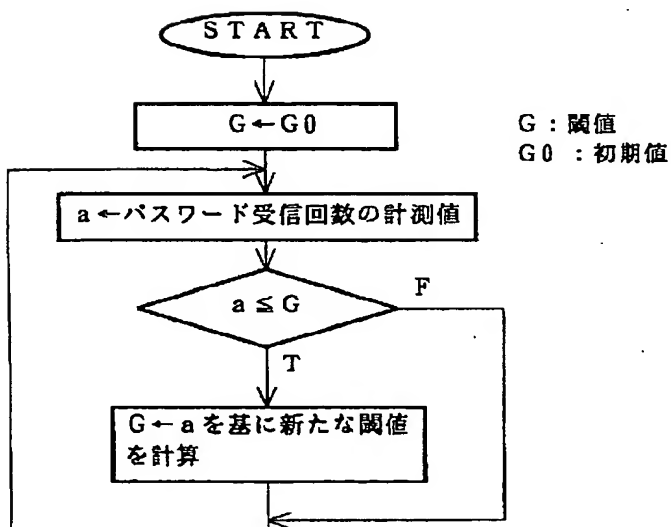 START
G←G0
G：閾値
G0：初期値
a←パスワード受信回数の計測値
a≦G
F
T
G←aを基に新たな閾値
を計算